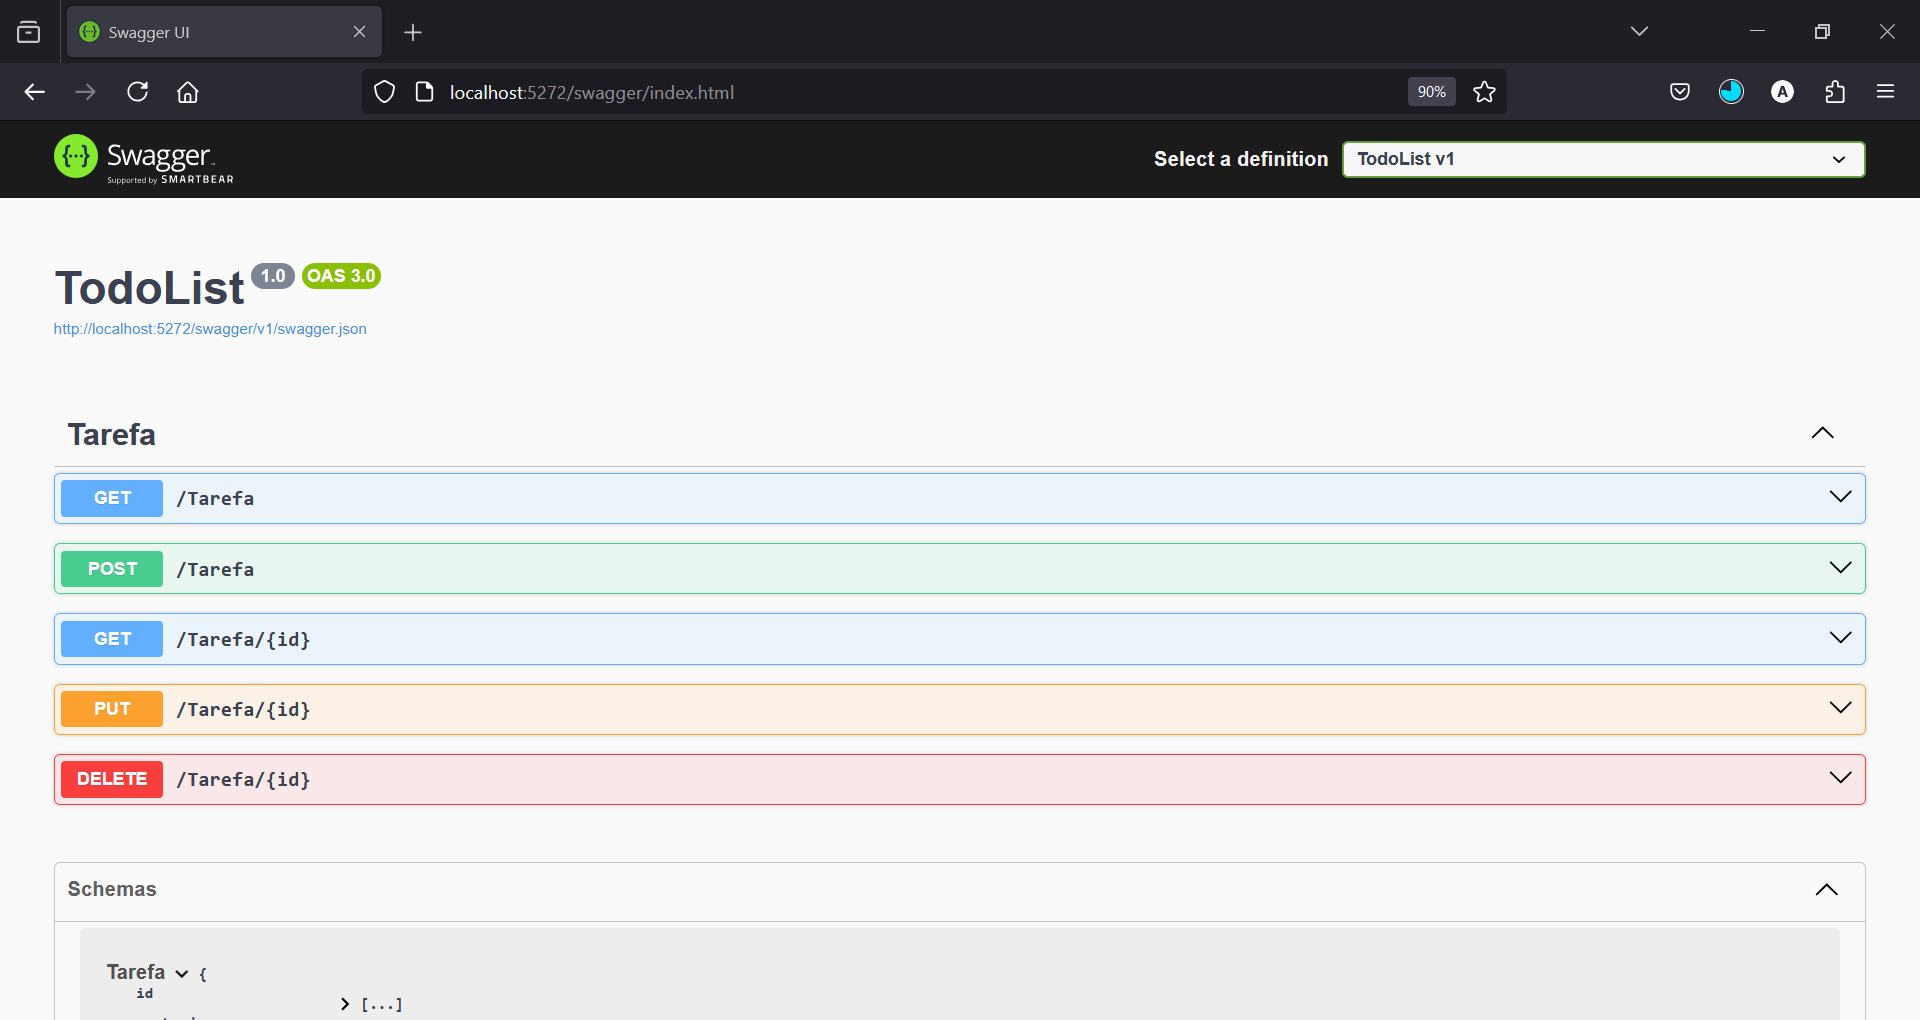 Swagger UI
localhost:5272/swagger/index.html
90%
A
Swagger
Supported by SMARTBEAR
Select a definition
TodoList v1
TodoList 1.0 OAS 3.0
http://localhost:5272/swagger/v1/swagger.json
Tarefa
GET /Tarefa
POST /Tarefa
GET /Tarefa/{id}
PUT /Tarefa/{id}
DELETE /Tarefa/{id}
Schemas
Tarefa {
id
[...]